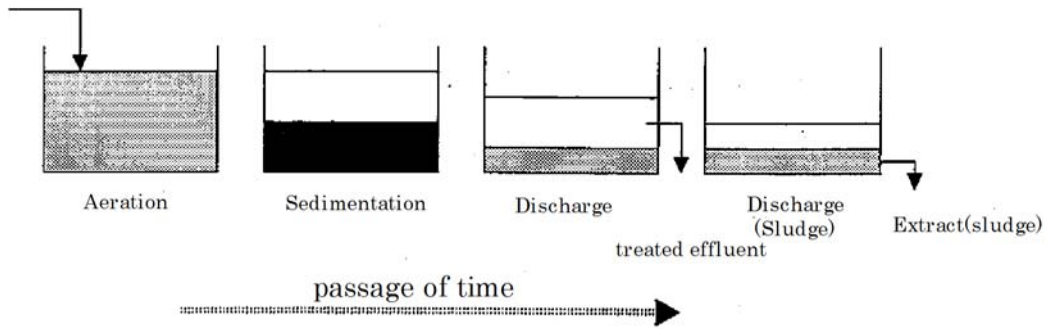 Aeration
Sedimentation
Discharge
Discharge
(Sludge)
Extract(sludge)
treated effluent
passage of time